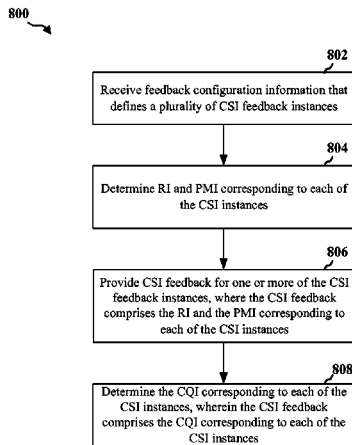 800
802
Receive feedback configuration information that
defines a plurality of CSI feedback instances
804
Determine RI and PMI corresponding to each of
the CSI instances
806
Provide CSI feedback for one or more of the CSI
feedback instances, where the CSI feedback
comprises the RI and the PMI corresponding to
each of the CSI instances
808
Determine the CQI corresponding to each of the
CSI instances, wherein the CSI feedback
comprises the CQI corresponding to each of the
CSI instances